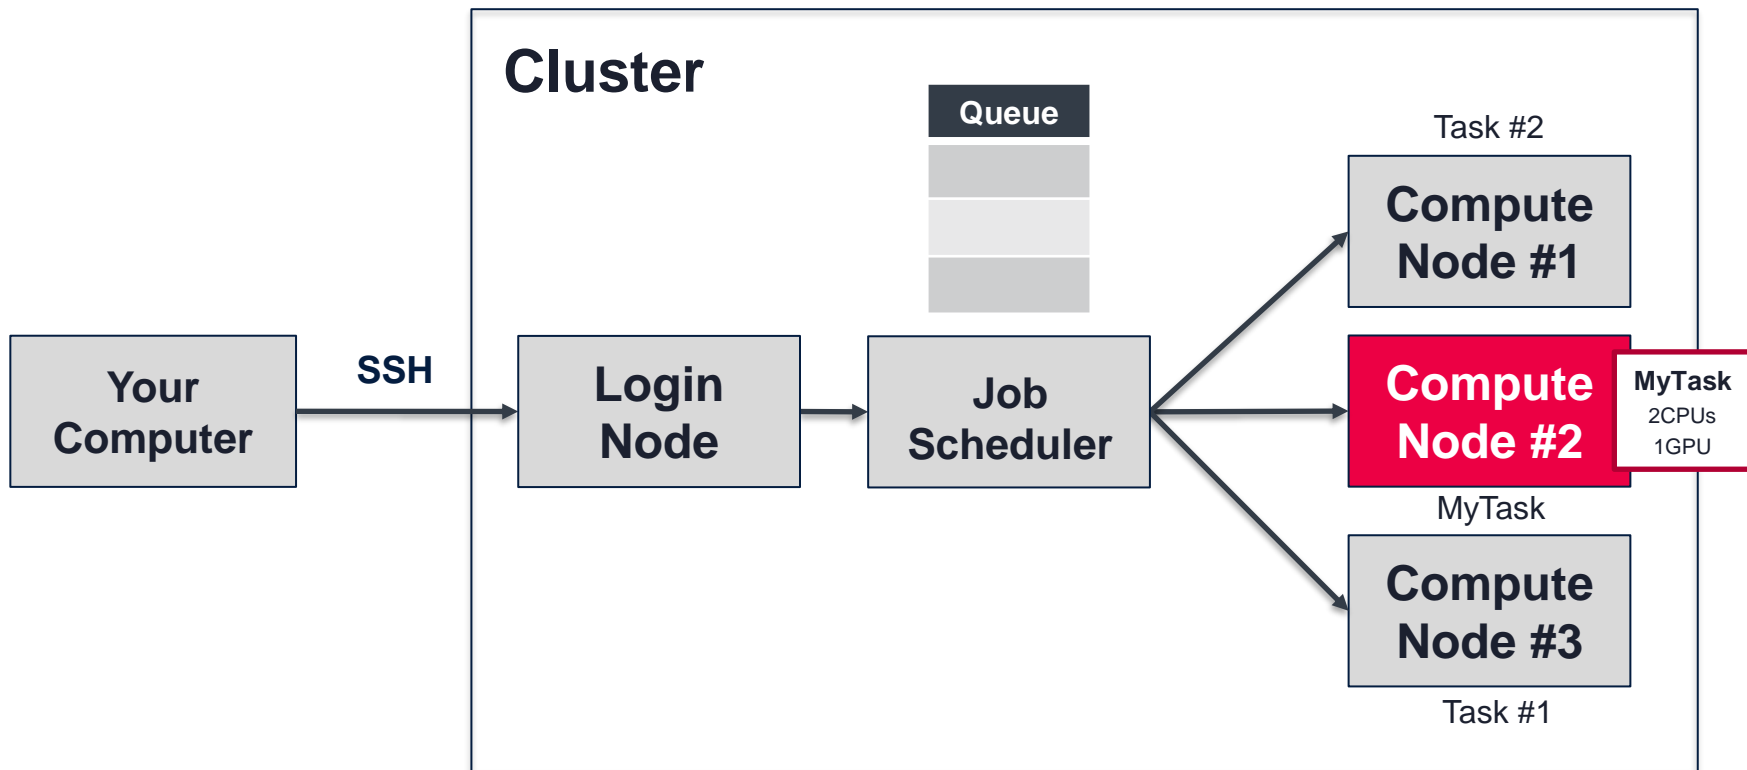 Cluster
Queue
Task #2
Compute
Node #1
Your
Computer
SSH
Login
Node
Job
Scheduler
Compute
Node #2
MyTask
2CPUs
1GPU
MyTask
Compute
Node #3
Task #1